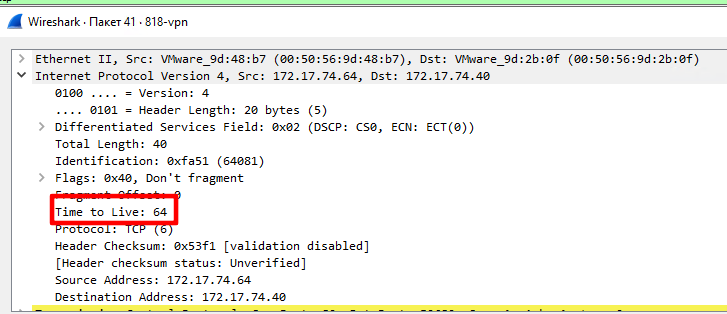 Wireshark · Пакет 41 · 818-vpn
Ethernet II, Src: VMware_9d:48:b7 (00:50:56:9d:48:b7), Dst: VMware_9d:2b:0f (00:50:56:9d:2b:0f)
Internet Protocol Version 4, Src: 172.17.74.64, Dst: 172.17.74.40
0100 .... = Version: 4
.... 0101 = Header Length: 20 bytes (5)
Differentiated Services Field: 0x02 (DSCP: CS0, ECN: ECT(0))
Total Length: 40
Identification: 0xfa51 (64081)
Flags: 0x40, Don't fragment
Fragment Offset: 0
Time to Live: 64
Protocol: TCP (6)
Header Checksum: 0x53f1 [validation disabled]
[Header checksum status: Unverified]
Source Address: 172.17.74.64
Destination Address: 172.17.74.40